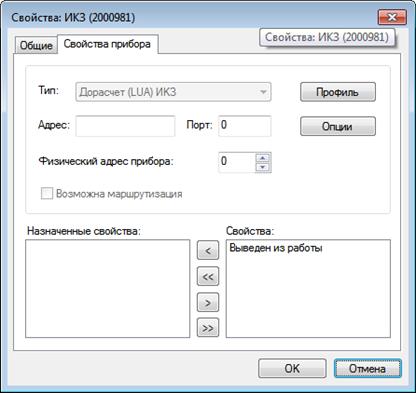 Свойства: ИКЗ (2000981)
Свойства: ИКЗ (2000981)
Общие
Свойства прибора
Тип:
Дорасчет (LUA) ИКЗ
Профиль
Адрес:
Порт:
0
Опции
Физический адрес прибора:
0
Возможна маршрутизация
Назначенные свойства:
Свойства:
<
<<
>
>>
Выведен из работы
OK
Отмена